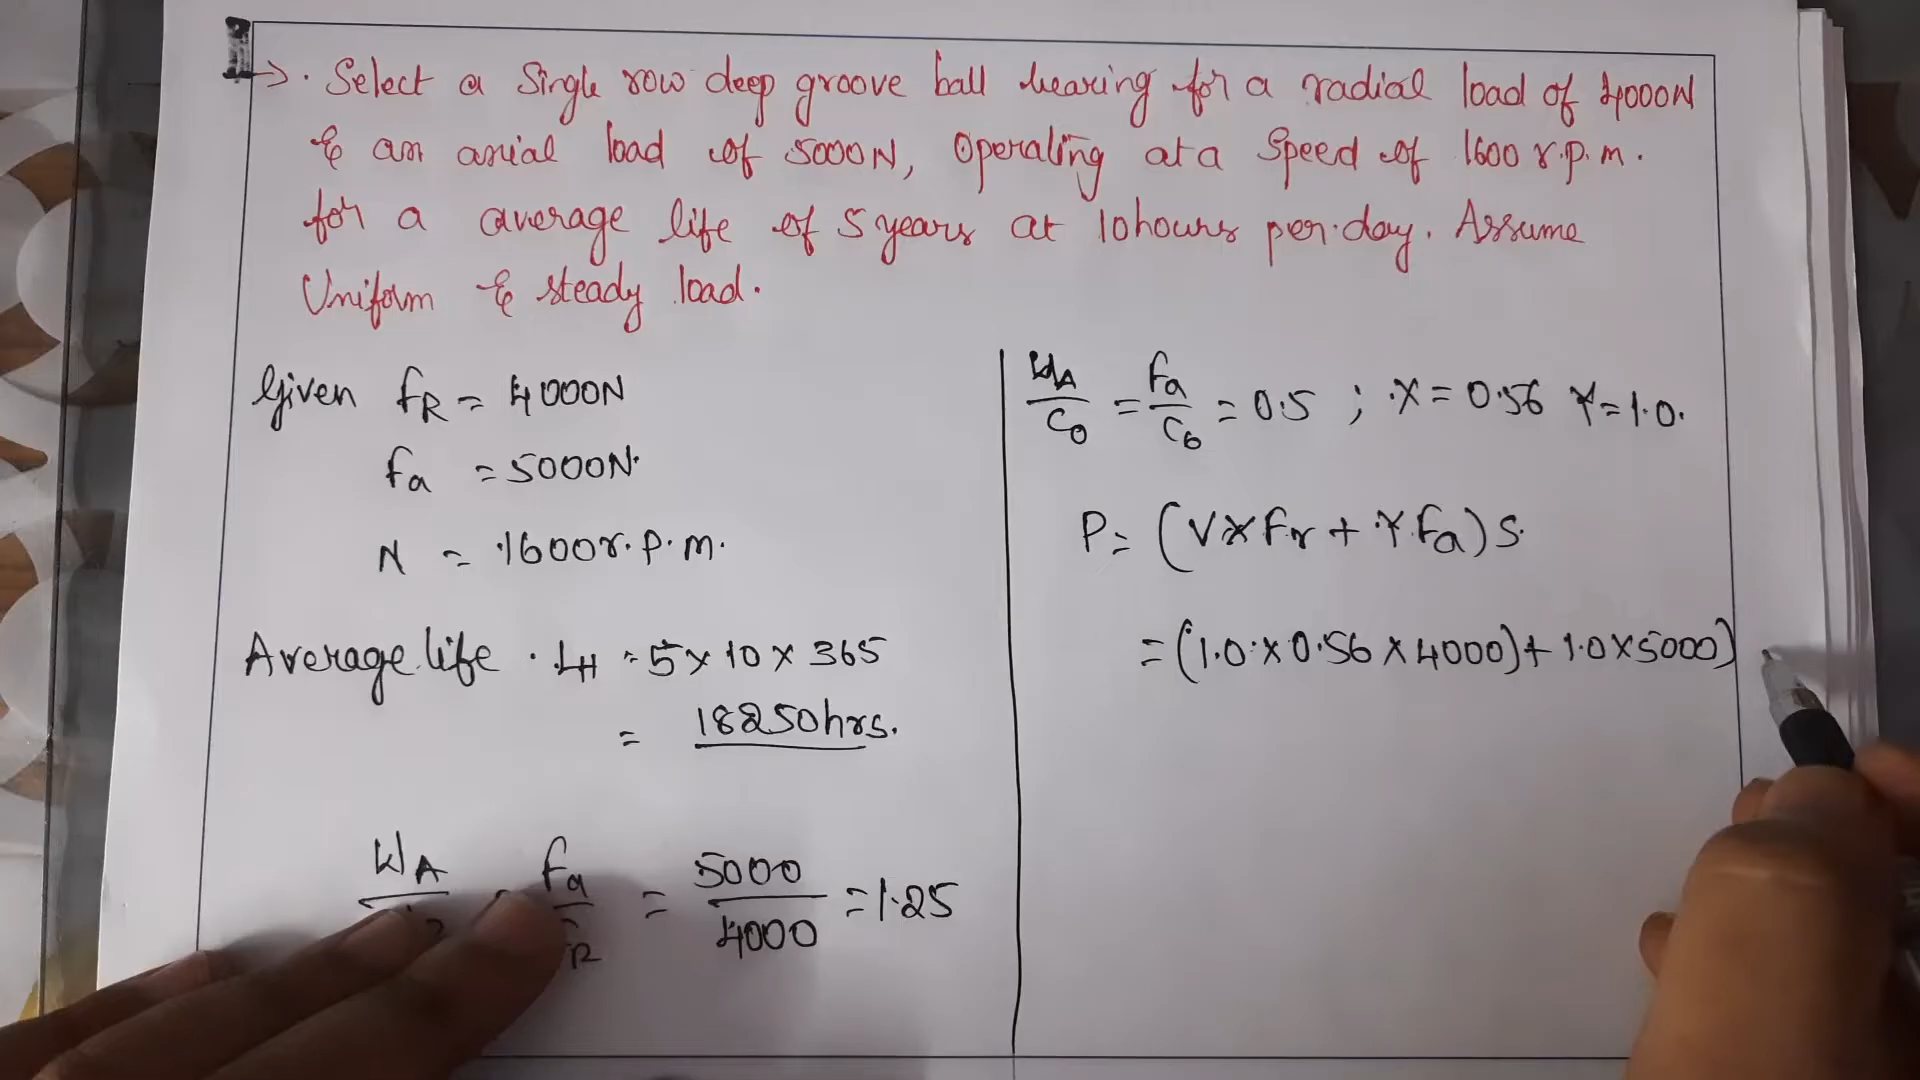 →. Select a Single row deep groove ball bearing for a radial load of 4000N
& an axial load of 5000N, Operating at a Speed of 1600 r.p.m.
for a average life of 5 years at 10 hours per day. Assume
Uniform & steady load.
Given fR = 4000N
fa = 5000N.
N = 1600 r.p.m.
Average life. LH = 5 x 10 x 365
= 18250 hrs.
WA = fa = 5000 = 1.25
R 4000
WA = Fa = 0.5 ; X = 0.56 Y = 1.0.
C0 C0
P = (V X Fr + Y Fa) S.
= (1.0 x 0.56 x 4000) + 1.0 x 5000)